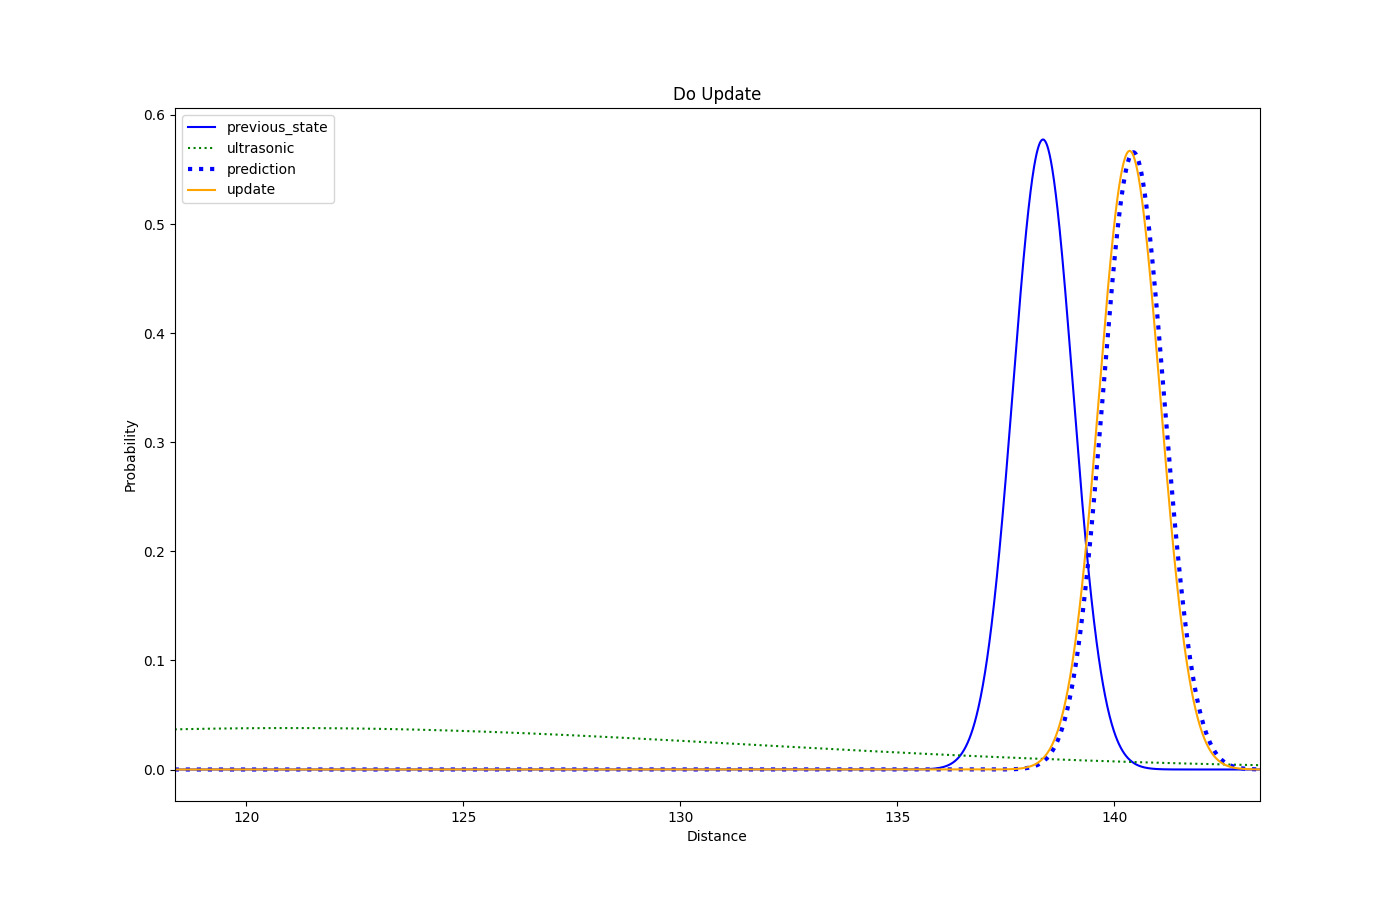 Do Update
0.6
0.5
0.4
0.3
0.2
0.1
0.0
Probability
previous_state
ultrasonic
prediction
update
120 125 130 135 140
Distance